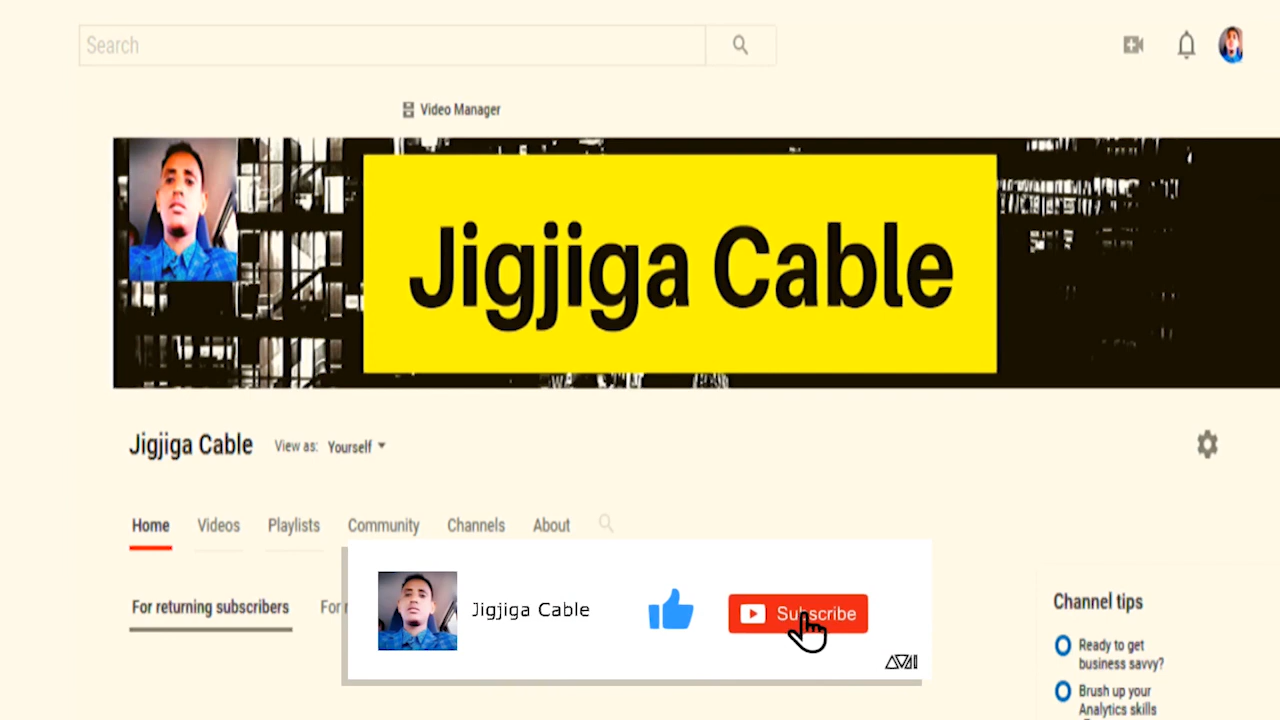 Search
Video Manager
Jigjiga Cable
Jigjiga Cable
View as: Yourself
Home Videos Playlists Community Channels About
For returning subscribers For
Jigjiga Cable
Subscribe
Channel tips
Ready to get
business savvy?
Brush up your
Analytics skills